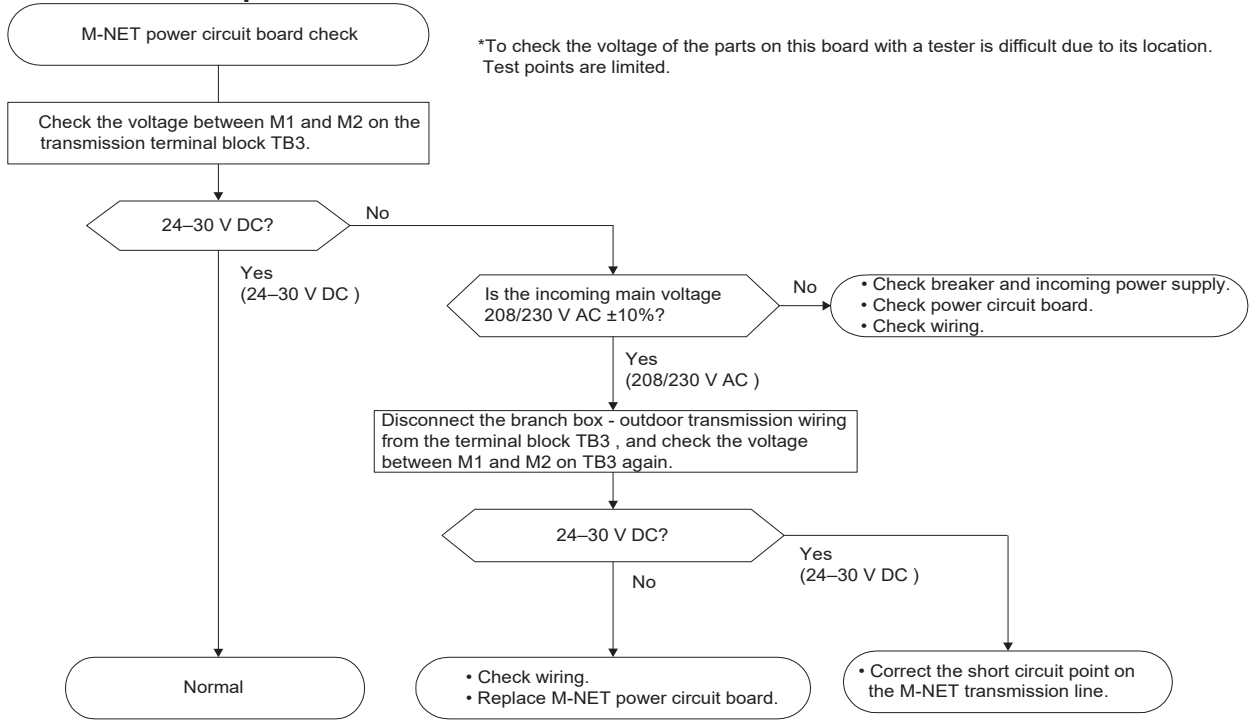 M-NET power circuit board check
*To check the voltage of the parts on this board with a tester is difficult due to its location.
Test points are limited.
Check the voltage between M1 and M2 on the
transmission terminal block TB3.
24–30 V DC?
No
Yes
(24–30 V DC )
Is the incoming main voltage
208/230 V AC ±10%?
No
• Check breaker and incoming power supply.
• Check power circuit board.
• Check wiring.
Yes
(208/230 V AC )
Disconnect the branch box - outdoor transmission wiring
from the terminal block TB3 , and check the voltage
between M1 and M2 on TB3 again.
24–30 V DC?
Yes
(24–30 V DC )
No
Normal
• Check wiring.
• Replace M-NET power circuit board.
• Correct the short circuit point on
the M-NET transmission line.